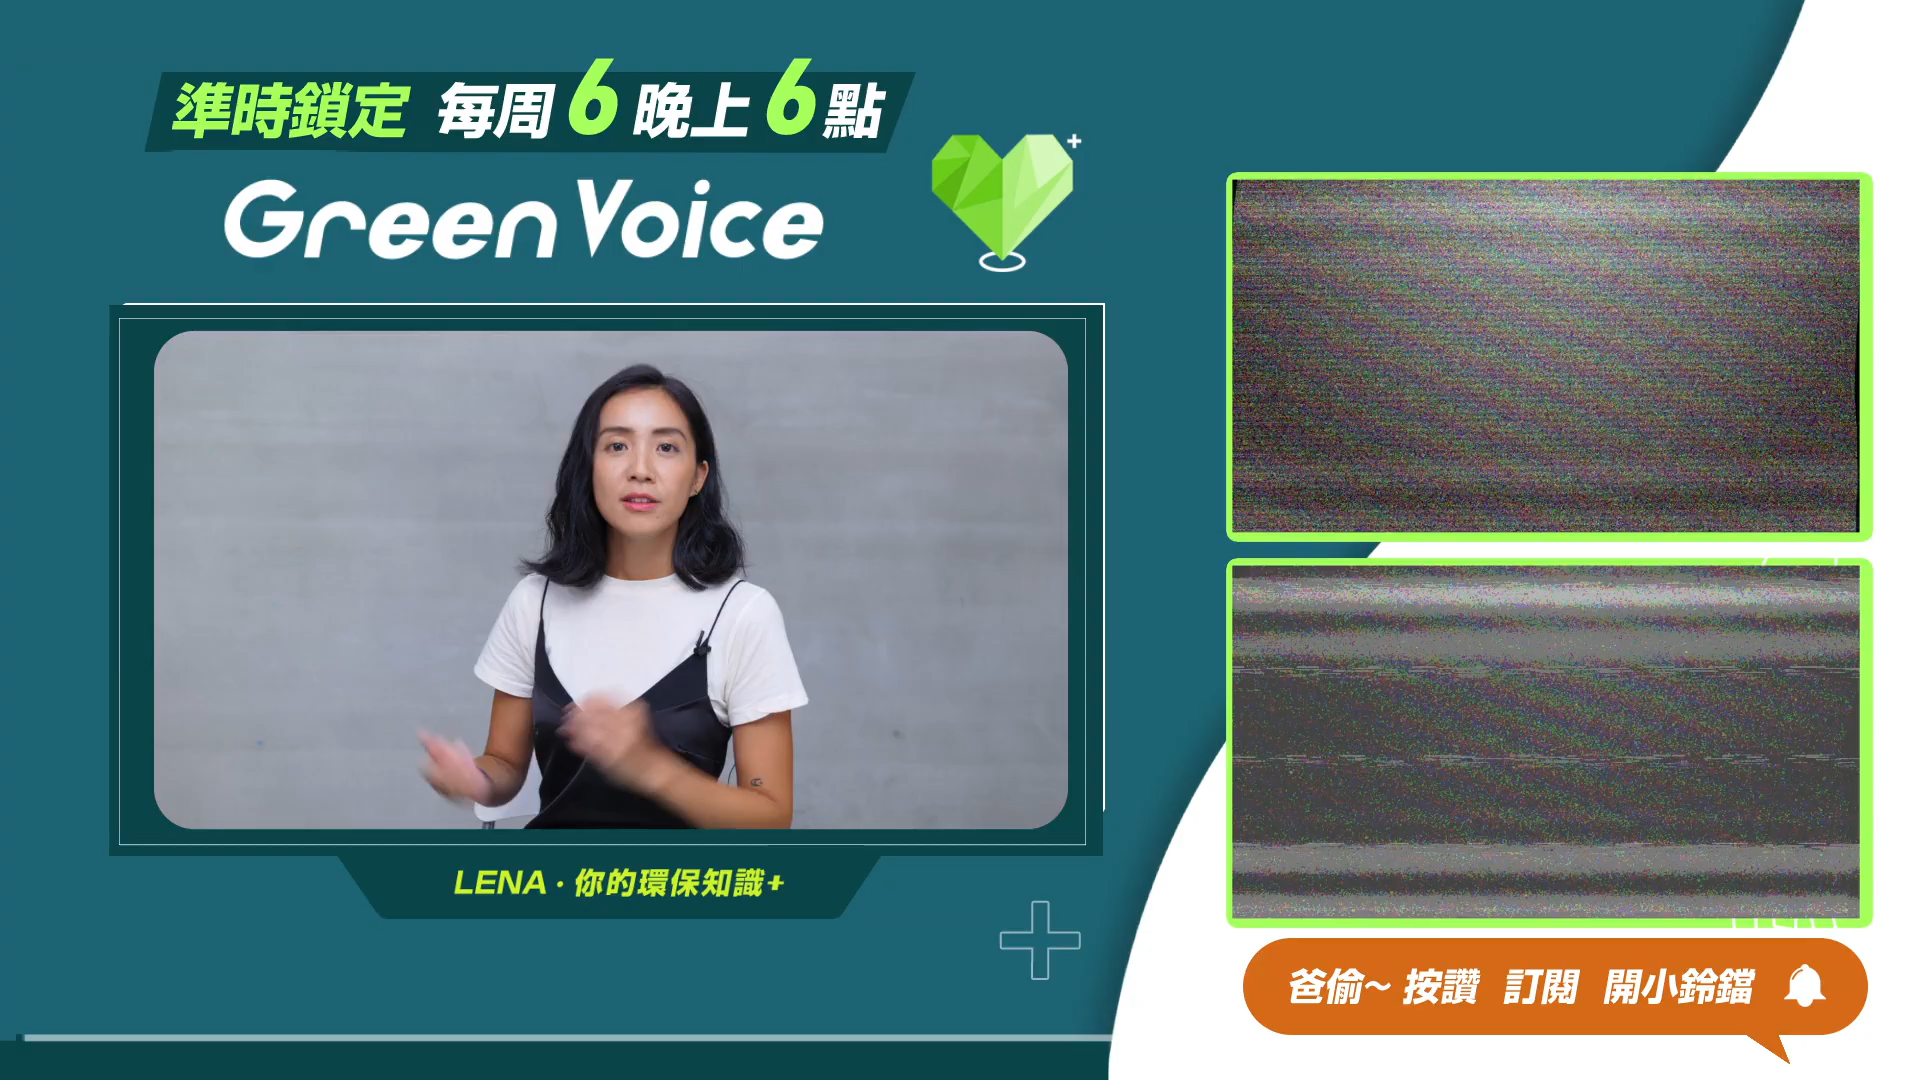 準時鎖定 每周6晚上6點
Green Voice
LENA · 你的環保知識+
爸偷~ 按讚 訂閱 開小鈴鐺